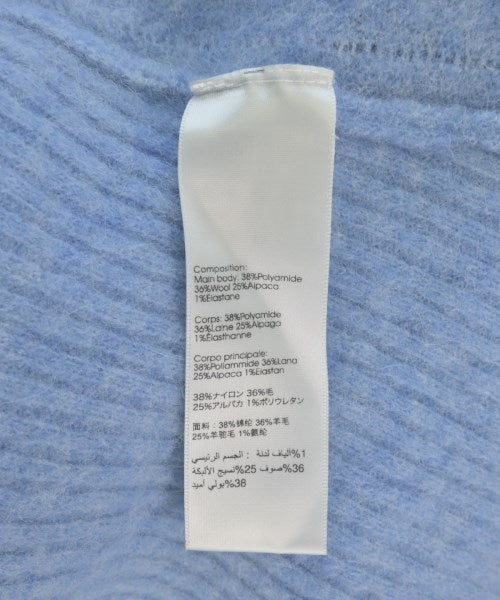 Composition:
Main body: 38%Polyamide
36%Wool 25%Alpaca
1%Elastane
Corps: 38%Polyamide
36%Laine 25%Alpaga
1%Élasthanne
Corpo principale:
38%Poliammide 36%Lana
25%Alpaca 1%Elastan
38%ナイロン 36%毛
25%アルパカ 1%ポリウレタン
面料：38%锦纶 36%羊毛
25%羊驼毛 1%氨纶
1%ألياف لدنة : الجسم الرئيسي
36%صوف 25%نسيج الألبكة
38%بولي أميد